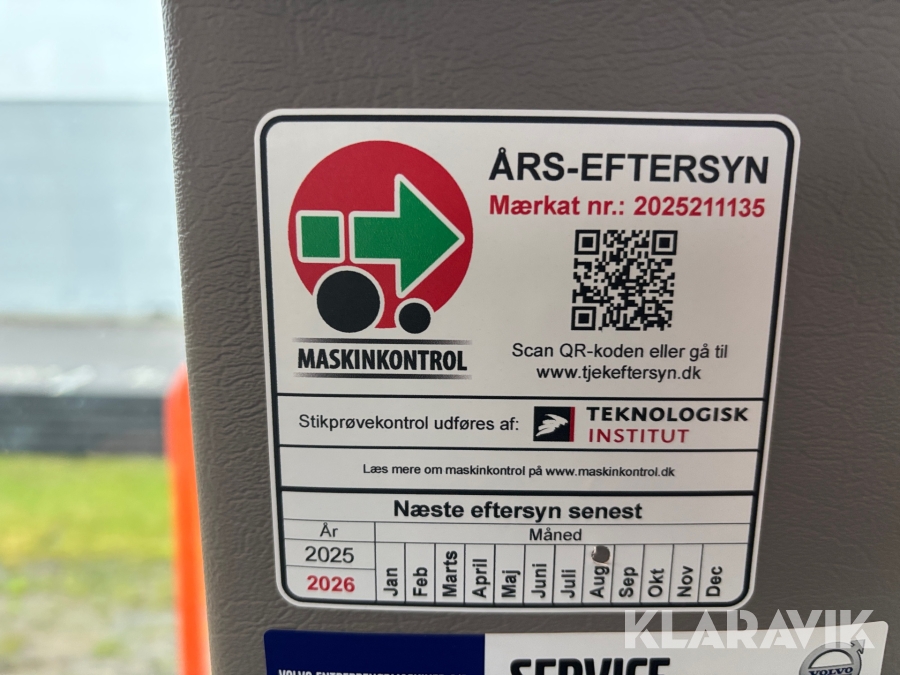 ÅRS-EFTERSYN
Mærkat nr.: 2025211135
MASKINKONTROL
Scan QR-koden eller gå til
www.tjekeftersyn.dk
Stikprøvekontrol udføres af:
TEKNOLOGISK
INSTITUT
Læs mere om maskinkontrol på www.maskinkontrol.dk
Næste eftersyn senest
År
Måned
2025
2026
Jan
Feb
Marts
April
Maj
Juni
Juli
Aug
Sep
Okt
Nov
Dec
KLARAVIK
SERVICE
VOLVO